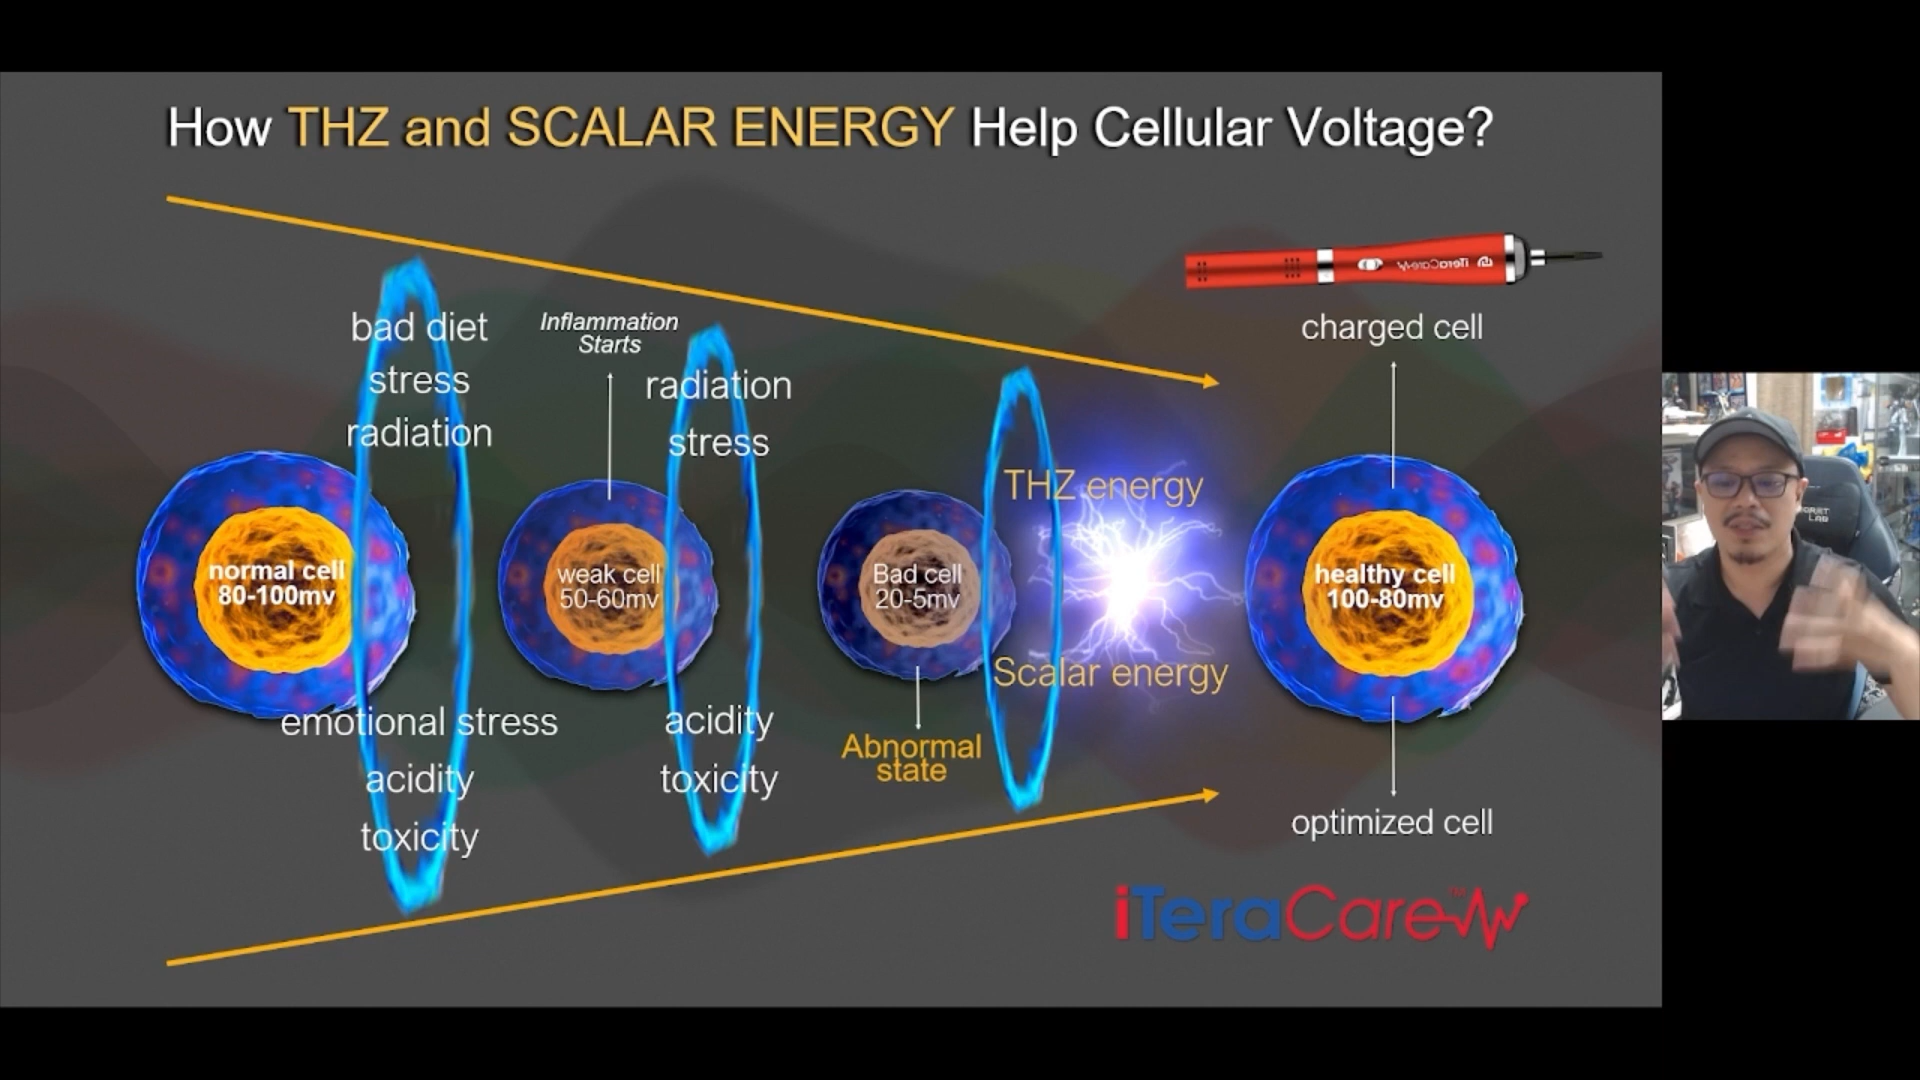 How THZ and SCALAR ENERGY Help Cellular Voltage?
iTeraCare
bad diet
stress
radiation
Inflammation
Starts
radiation
stress
charged cell
THZ energy
normal cell
80-100mv
weak cell
50-60mv
Bad cell
20-5mv
healthy cell
100-80mv
Scalar energy
emotional stress
acidity
toxicity
acidity
toxicity
Abnormal
state
optimized cell
iTeraCare™